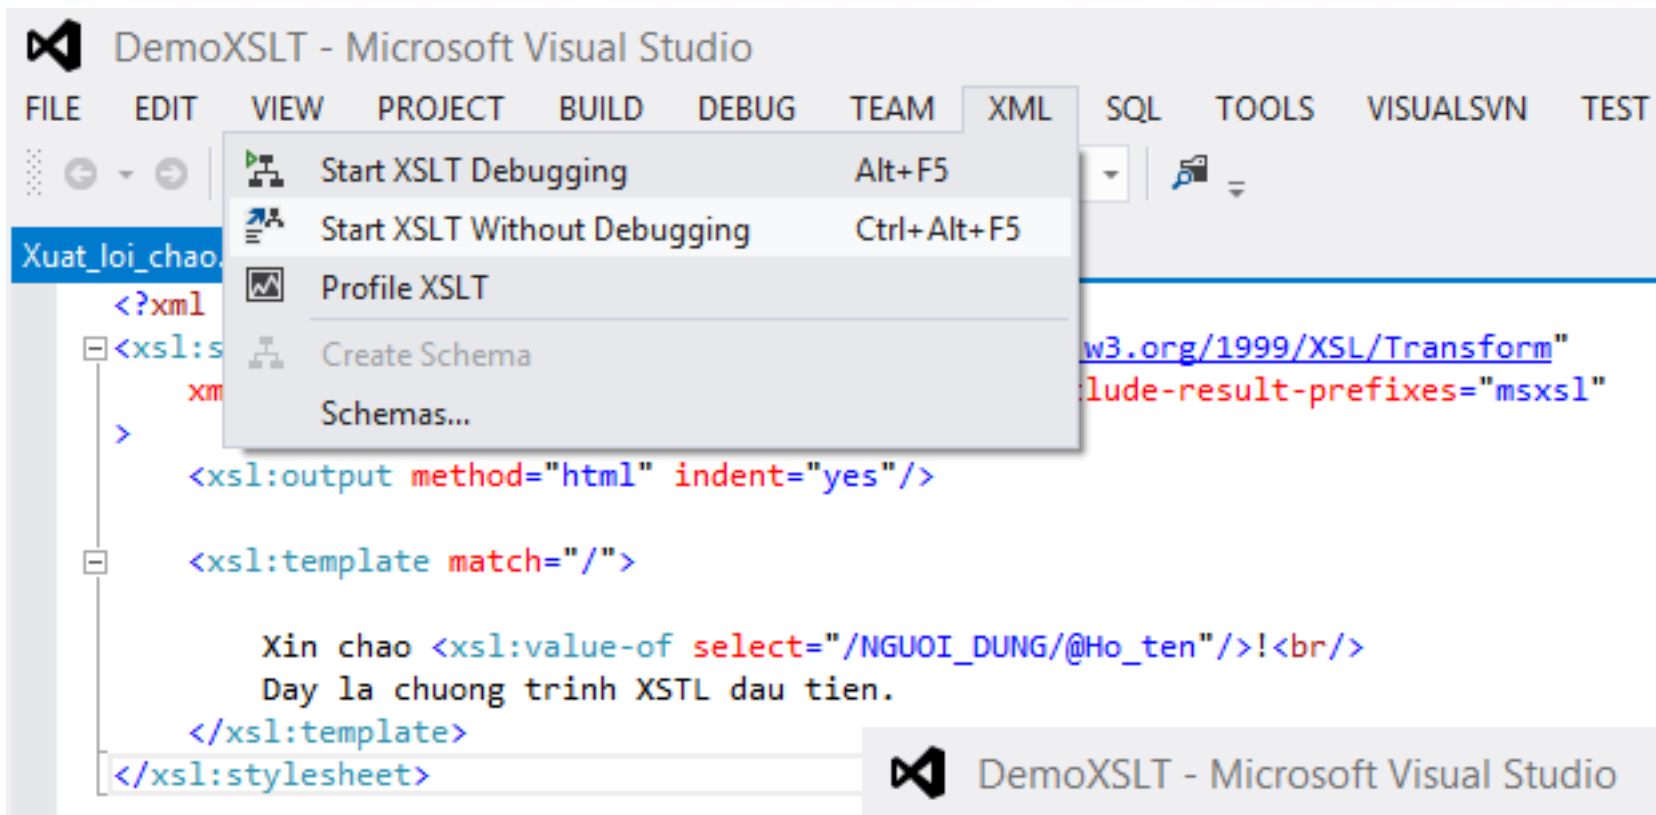 DemoXSLT - Microsoft Visual Studio
FILE EDIT VIEW PROJECT BUILD DEBUG TEAM XML SQL TOOLS VISUALSVN TEST
Start XSLT Debugging Alt+F5
Start XSLT Without Debugging Ctrl+Alt+F5
Xuat_loi_chao.
Profile XSLT
<?xml
<xsl:s w3.org/1999/XSL/Transform"
Create Schema
xm lude-result-prefixes="msxsl"
Schemas...
>
<xsl:output method="html" indent="yes"/>
<xsl:template match="/">
Xin chao <xsl:value-of select="/NGUOI_DUNG/@Ho_ten"/>!<br/>
Day la chuong trinh XSTL dau tien.
</xsl:template>
</xsl:stylesheet>
DemoXSLT - Microsoft Visual Studio